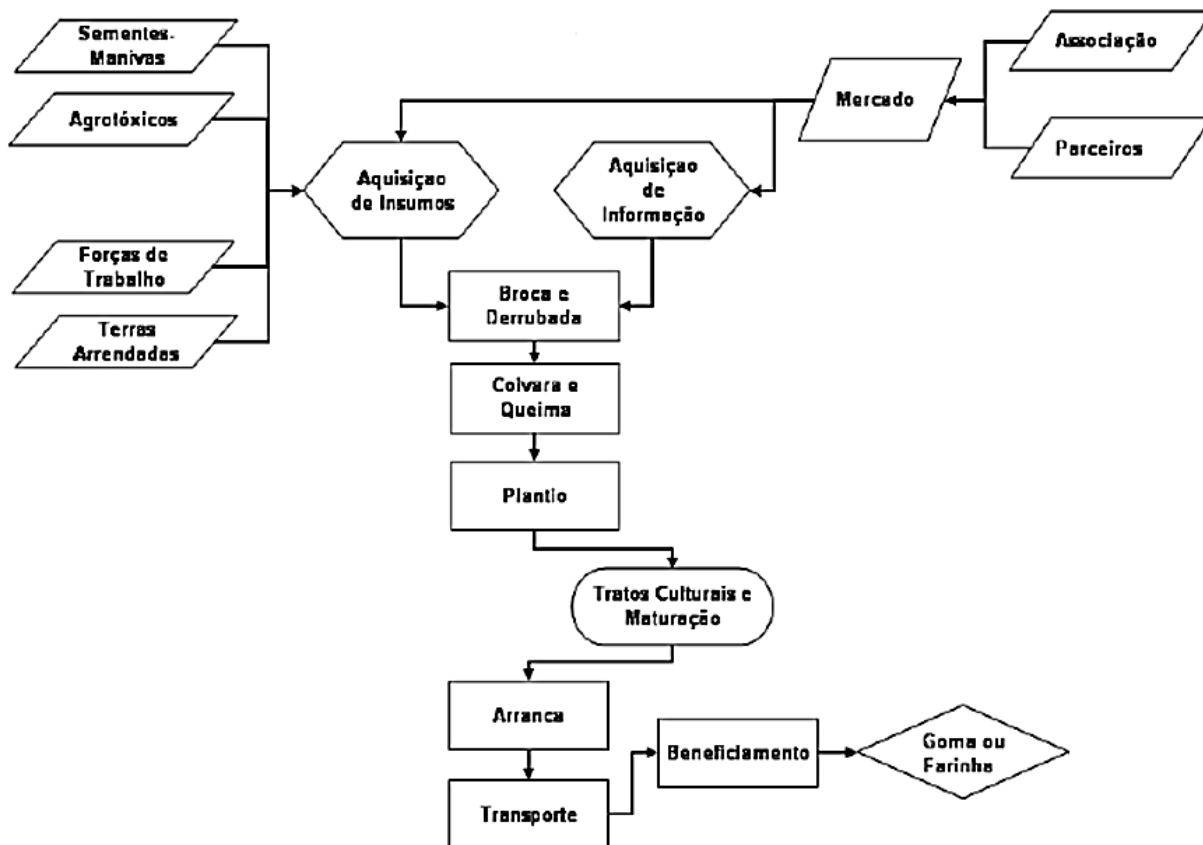 Sementes-
Manivas
Agrotóxicos
Forças de
Trabalho
Terras
Arrendadas
Associação
Mercado
Parceiros
Aquisiçao
de Insumos
Aquisiçao
de
Informação
Broca e
Derrubada
Coivara e
Queima
Plantio
Tratos Culturais e
Maturação
Arranca
Transporte
Beneficiamento
Goma ou
Farinha